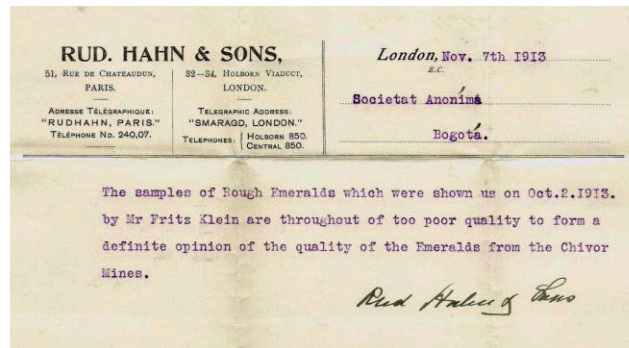 RUD. HAHN & SONS,
51, RUE DE CHATEAUDUN,
PARIS.
ADRESSE TÉLÉGRAPHIQUE:
"RUDHAHN, PARIS."
TÉLÉPHONE No. 240,07.
32—34, HOLBORN VIADUCT,
LONDON.
TELEGRAPHIC ADDRESS:
"SMARAGD, LONDON."
TELEPHONES: { HOLBORN 850.
CENTRAL 850.
London, Nov. 7th 1913
E.C.
Societat Anoníma
Bogotá.
The samples of Rough Emeralds which were shown us on Oct.2.1913.
by Mr Fritz Klein are throughout of too poor quality to form a
definite opinion of the quality of the Emeralds from the Chivor
Mines.
Rud Hahn & Sons